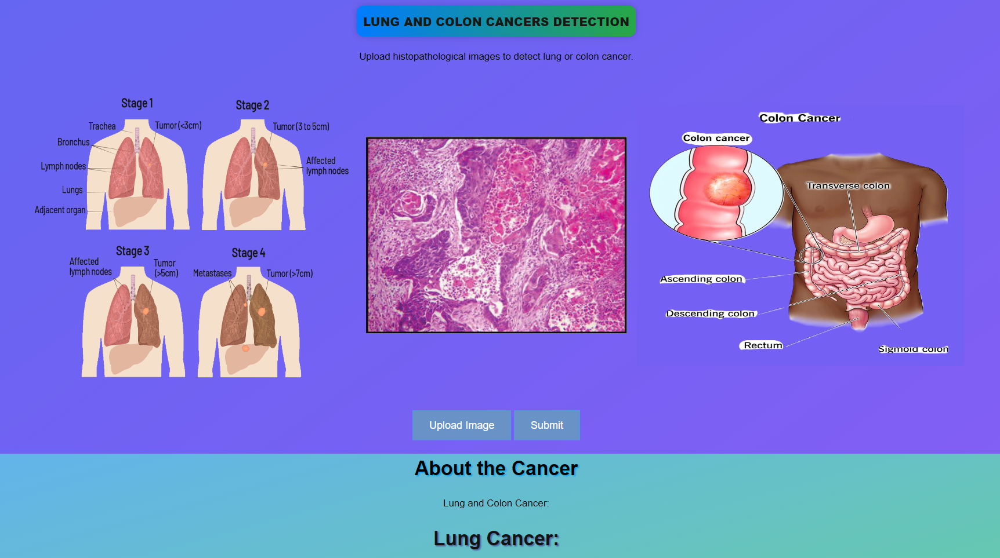 LUNG AND COLON CANCERS DETECTION
Upload histopathological images to detect lung or colon cancer.
Stage 1
Trachea
Tumor (<3cm)
Bronchus
Lymph nodes
Lungs
Adjacent organ
Stage 2
Tumor (3 to 5cm)
Affected
lymph nodes
Stage 3
Affected
lymph nodes
Tumor
(>5cm)
Stage 4
Metastases
Tumor (>7cm)
Colon Cancer
Colon cancer
Transverse colon
Ascending colon
Descending colon
Rectum
Sigmoid colon
Upload Image
Submit
About the Cancer
Lung and Colon Cancer:
Lung Cancer: